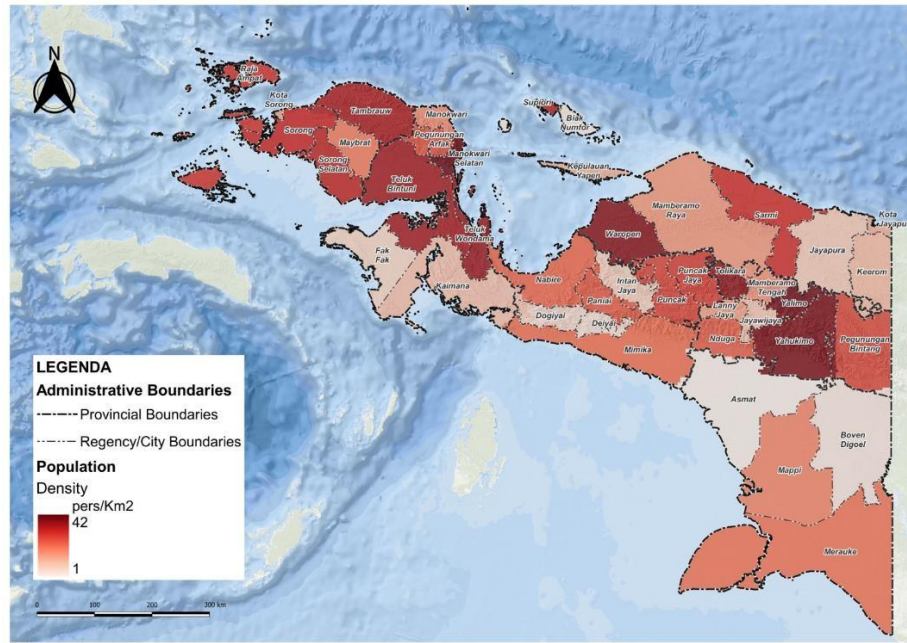 N
Raja
Ampat
Kota
Sorong
Sorong
Tambrauw
Manokwari
Maybrat
Pegunungan
Arfak
Sorong
Selatan
Manokwari
Selatan
Teluk
Bintuni
Supiori
Biak
Numfor
Kepulauan
Yapen
Teluk
Wondama
Fak
Fak
Kaimana
Waropen
Mamberamo
Raya
Sarmi
Kota
Jayapura
Jayapura
Keerom
Nabire
Intan
Jaya
Puncak
Jaya
Tolikara
Mamberamo
Tengah
Paniai
Puncak
Lanny
Jaya
Yalimo
Dogiyai
Deiyai
Jayawijaya
Nduga
Yahukimo
Pegunungan
Bintang
Mimika
Asmat
Boven
Digoel
Mappi
Merauke
LEGENDA
Administrative Boundaries
Provincial Boundaries
Regency/City Boundaries
Population
Density
pers/Km2
42
1
0 100 200 300 km